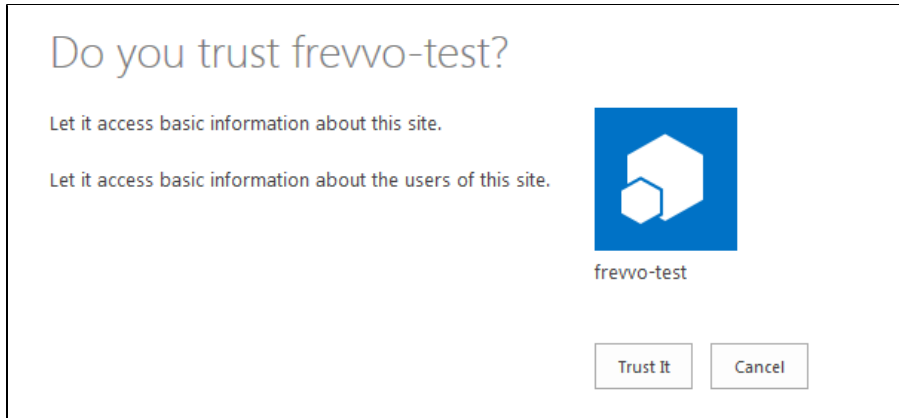 Do you trust frevvo-test?
Let it access basic information about this site.
Let it access basic information about the users of this site.
frevvo-test
Trust It
Cancel